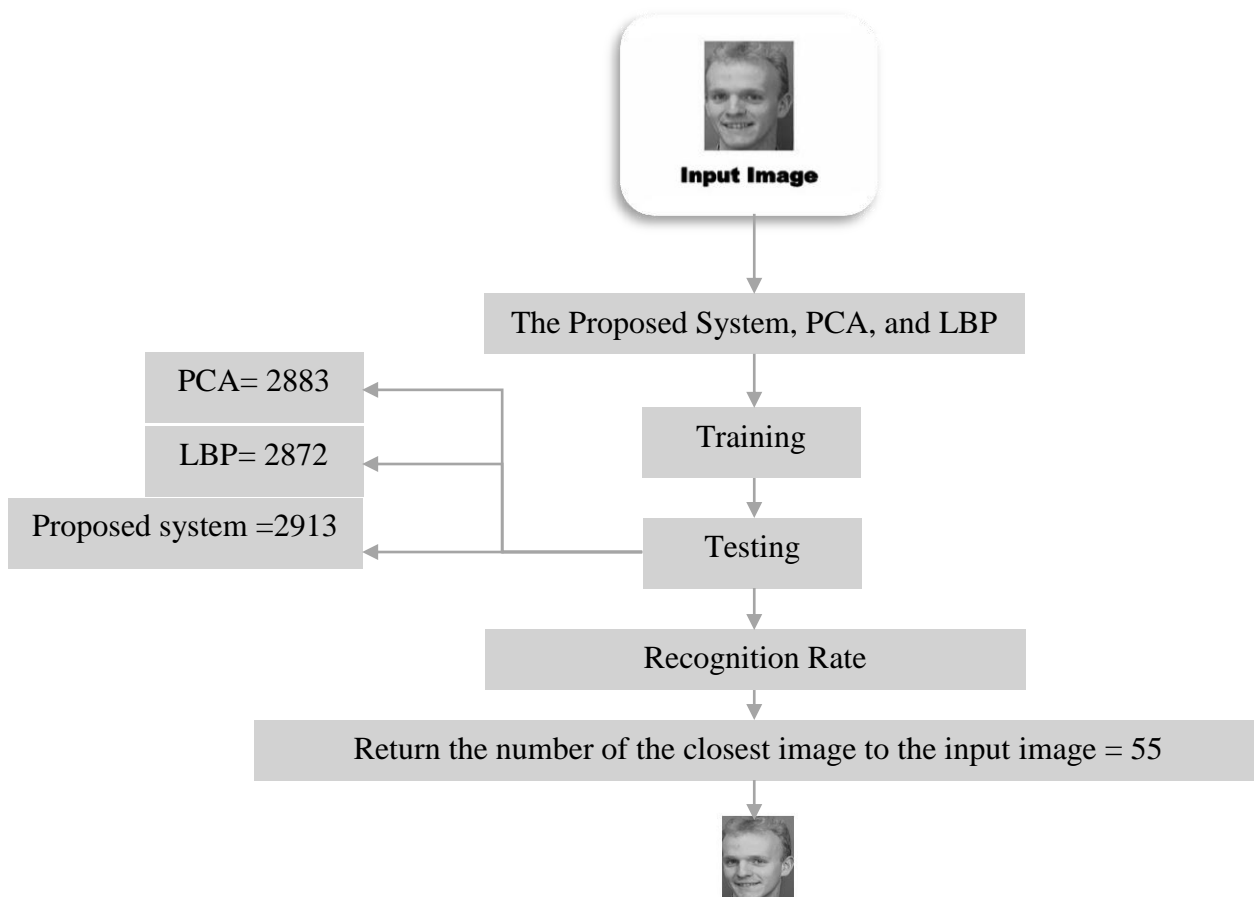 Input Image
The Proposed System, PCA, and LBP
PCA= 2883
Training
LBP= 2872
Proposed system =2913
Testing
Recognition Rate
Return the number of the closest image to the input image = 55